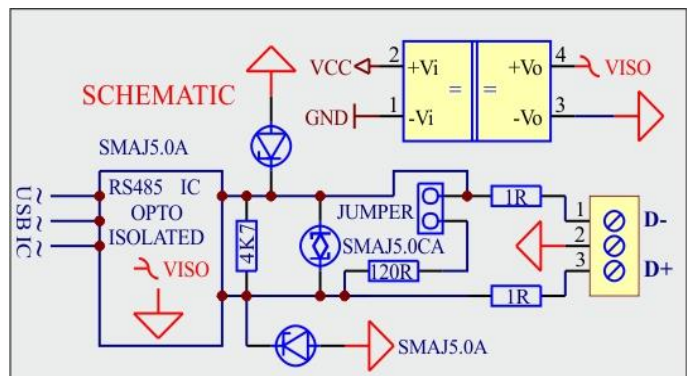 2 +Vi +Vo 4
VCC VISO
SCHEMATIC
= =
1 3
GND -Vi -Vo
SMAJ5.0A
RS485 IC
OPTO
ISOLATED
VISO
USB IC
~
~
~
4K7
JUMPER
SMAJ5.0CA
120R
1R
1R
1 D-
2
3 D+
SMAJ5.0A